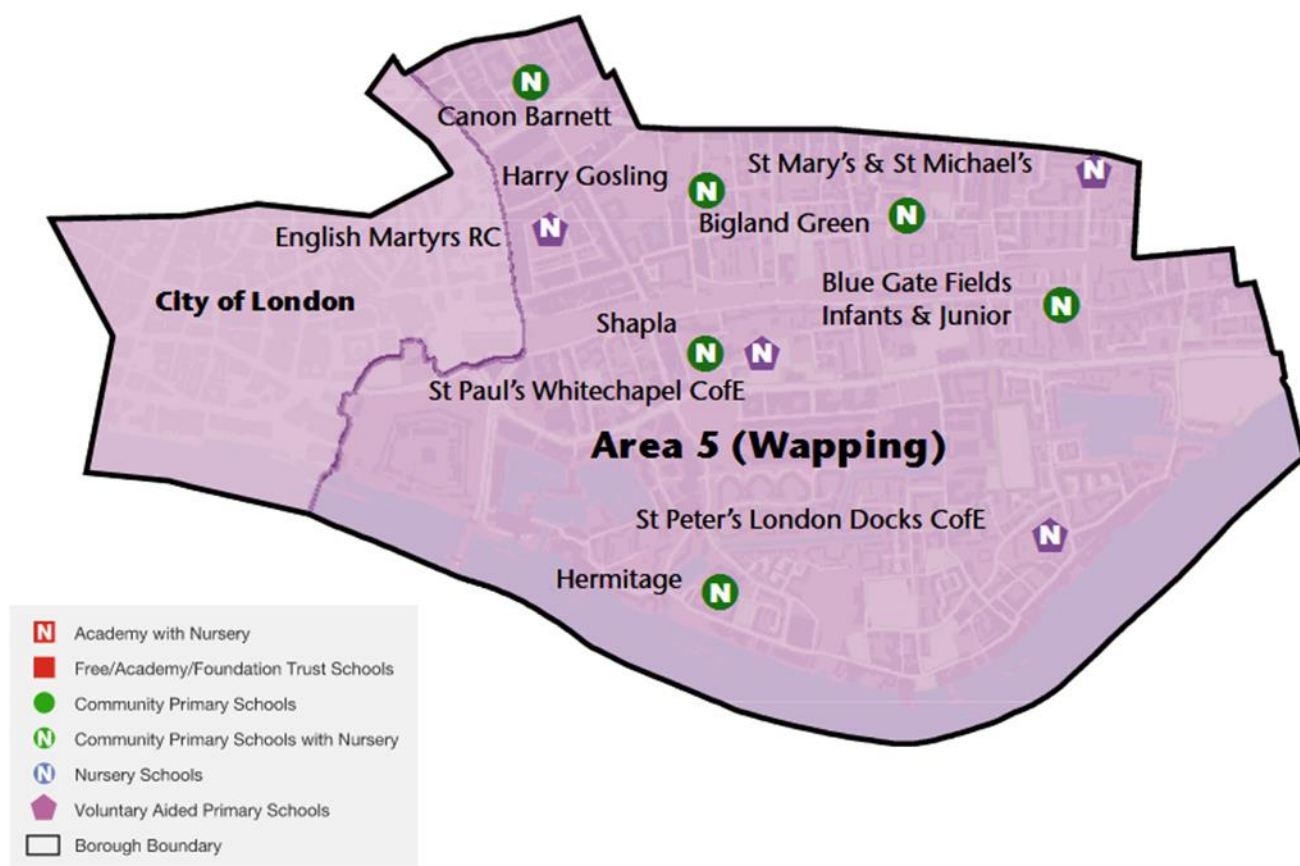 N
Canon Barnett
St Mary's & St Michael's
N
Harry Gosling
N
Bigland Green
N
English Martyrs RC
N
City of London
Blue Gate Fields
Infants & Junior
N
Shapla
N
N
St Paul's Whitechapel CofE
Area 5 (Wapping)
St Peter's London Docks CofE
N
Hermitage
N
N Academy with Nursery
Free/Academy/Foundation Trust Schools
Community Primary Schools
N Community Primary Schools with Nursery
N Nursery Schools
Voluntary Aided Primary Schools
Borough Boundary